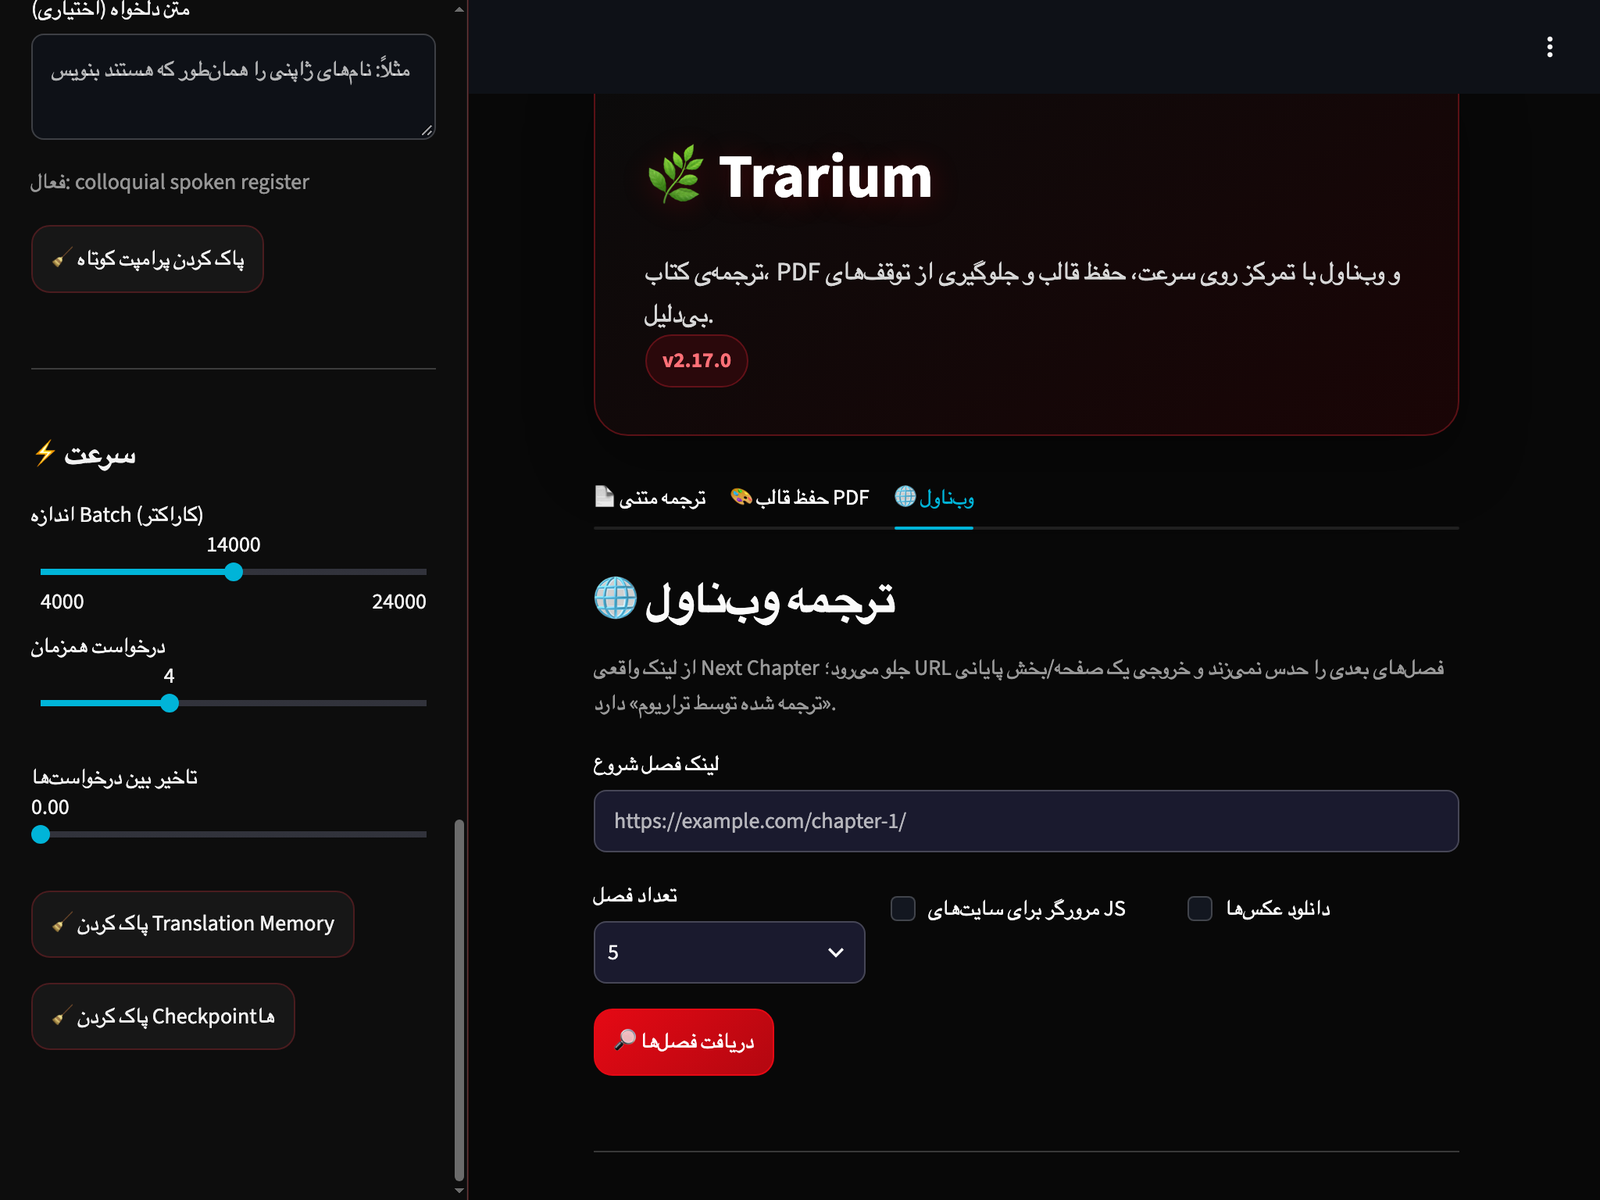 متن دلخواه (اختیاری)
مثلاً: نام‌های ژاپنی را همان‌طور که هستند بنویس
فعال: colloquial spoken register
🧹 پاک کردن پرامپت کوتاه
⚡ سرعت
اندازه Batch (کاراکتر)
14000
4000 24000
درخواست همزمان
4
تاخیر بین درخواست‌ها
0.00
🧹 پاک کردن Translation Memory
🧹 پاک کردن Checkpointها
🌿 Trarium
ترجمه‌ی کتاب، PDF و وب‌ناول با تمرکز روی سرعت، حفظ قالب و جلوگیری از توقف‌های
بی‌دلیل.
v2.17.0
📄 ترجمه متنی
🎨 حفظ قالب PDF
🌐 وب‌ناول
🌐 ترجمه وب‌ناول
از لینک واقعی Next Chapter جلو می‌رود؛ URL فصل‌های بعدی را حدس نمی‌زند و خروجی یک صفحه/بخش پایانی
«ترجمه شده توسط تراریوم» دارد.
لینک فصل شروع
https://example.com/chapter-1/
تعداد فصل
5
مرورگر برای سایت‌های JS
دانلود عکس‌ها
🔎 دریافت فصل‌ها